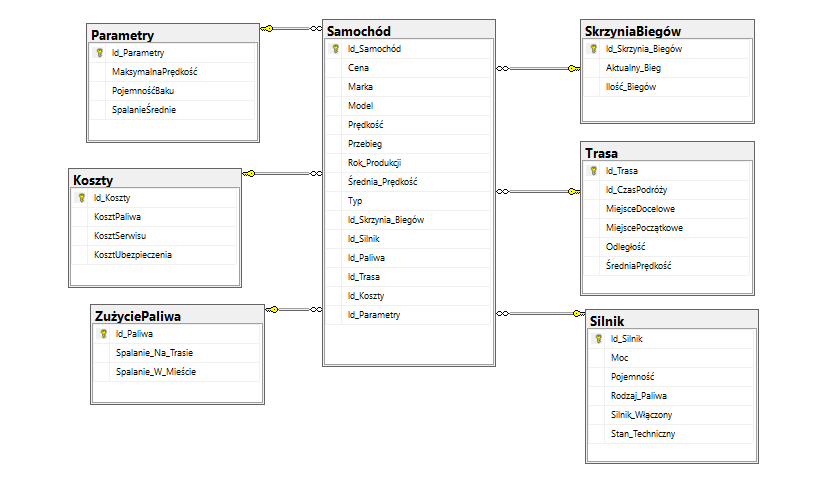 Parametry
Id_Parametry
MaksymalnaPrędkość
PojemnośćBaku
SpalanieŚrednie
Koszty
Id_Koszty
KosztPaliwa
KosztSerwisu
KosztUbezpieczenia
ZużyciePaliwa
Id_Paliwa
Spalanie_Na_Trasie
Spalanie_W_Mieście
Samochód
Id_Samochód
Cena
Marka
Model
Prędkość
Przebieg
Rok_Produkcji
Średnia_Prędkość
Typ
Id_Skrzynia_Biegów
Id_Silnik
Id_Paliwa
Id_Trasa
Id_Koszty
Id_Parametry
SkrzyniaBiegów
Id_Skrzynia_Biegów
Aktualny_Bieg
Ilość_Biegów
Trasa
Id_Trasa
Id_CzasPodróży
MiejsceDocelowe
MiejscePoczątkowe
Odległość
ŚredniaPrędkość
Silnik
Id_Silnik
Moc
Pojemność
Rodzaj_Paliwa
Silnik_Włączony
Stan_Techniczny